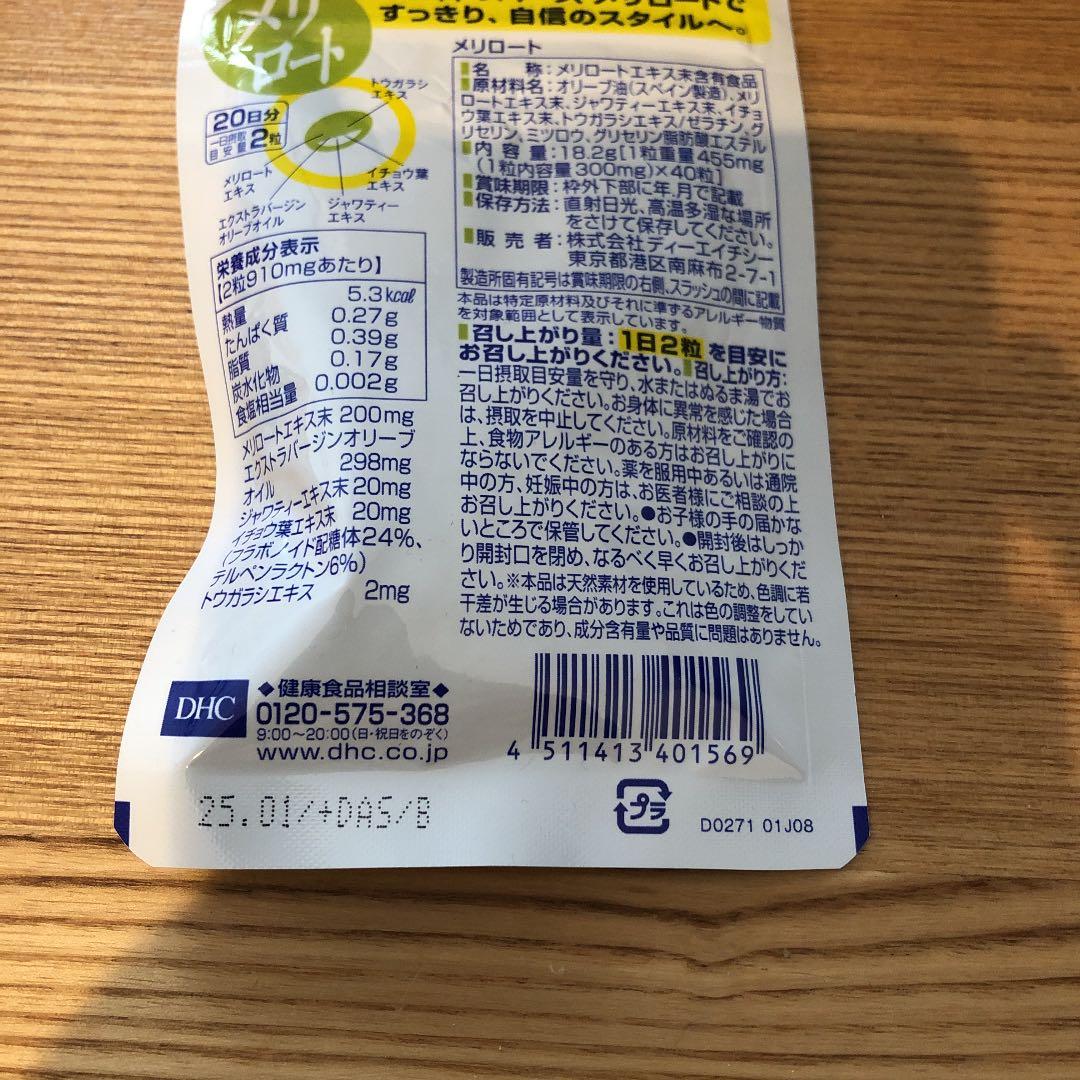 すっきり、自信のスタイルへ。
メリロート
トウガラシ
エキス
20日分
一日摂取目安量2粒
メリロート
エキス
イチョウ葉
エキス
エクストラバージン
オリーブオイル
ジャワティー
エキス
栄養成分表示
【2粒910mgあたり】
熱量 5.3kcal
たんぱく質 0.27g
脂質 0.39g
炭水化物 0.17g
食塩相当量 0.002g
メリロートエキス末 200mg
エクストラバージンオリーブ
オイル 298mg
ジャワティーエキス末 20mg
イチョウ葉エキス末 20mg
(フラボノイド配糖体24%、
テルペンラクトン6%)
トウガラシエキス 2mg
メリロート
名称:メリロートエキス末含有食品
原材料名:オリーブ油(スペイン製造)、メリ
ロートエキス末、ジャワティーエキス末、イチョ
ウ葉エキス末、トウガラシエキス/ゼラチン、グ
リセリン、ミツロウ、グリセリン脂肪酸エステル
内容量:18.2g[1粒重量455mg
(1粒内容量300mg)×40粒]
賞味期限:枠外下部に年、月で記載
保存方法:直射日光、高温多湿な場所
をさけて保存してください。
販売者:株式会社ディーエイチシー
東京都港区南麻布2-7-1
製造所固有記号は賞味期限の右側、スラッシュの間に記載
本品は特定原材料及びそれに準ずるアレルギー物質
を対象範囲として表示しています。
召し上がり量:1日2粒を目安に
お召し上がりください。召し上がり方:
一日摂取目安量を守り、水またはぬるま湯でお
召し上がりください。お身体に異常を感じた場合
は、摂取を中止してください。原材料をご確認の
上、食物アレルギーのある方はお召し上がりに
ならないでください。薬を服用中あるいは通院
中の方、妊娠中の方は、お医者様にご相談の上
お召し上がりください。●お子様の手の届かな
いところで保管してください。●開封後はしっか
り開封口を閉め、なるべく早くお召し上がりくだ
さい。※本品は天然素材を使用しているため、色調に若
干差が生じる場合があります。これは色の調整をしてい
ないためであり、成分含有量や品質に問題はありません。
DHC
◆健康食品相談室◆
0120-575-368
9:00〜20:00(日・祝日をのぞく)
www.dhc.co.jp
4 511413 401569
25.01/+DAS/B
プラ
D0271 01J08